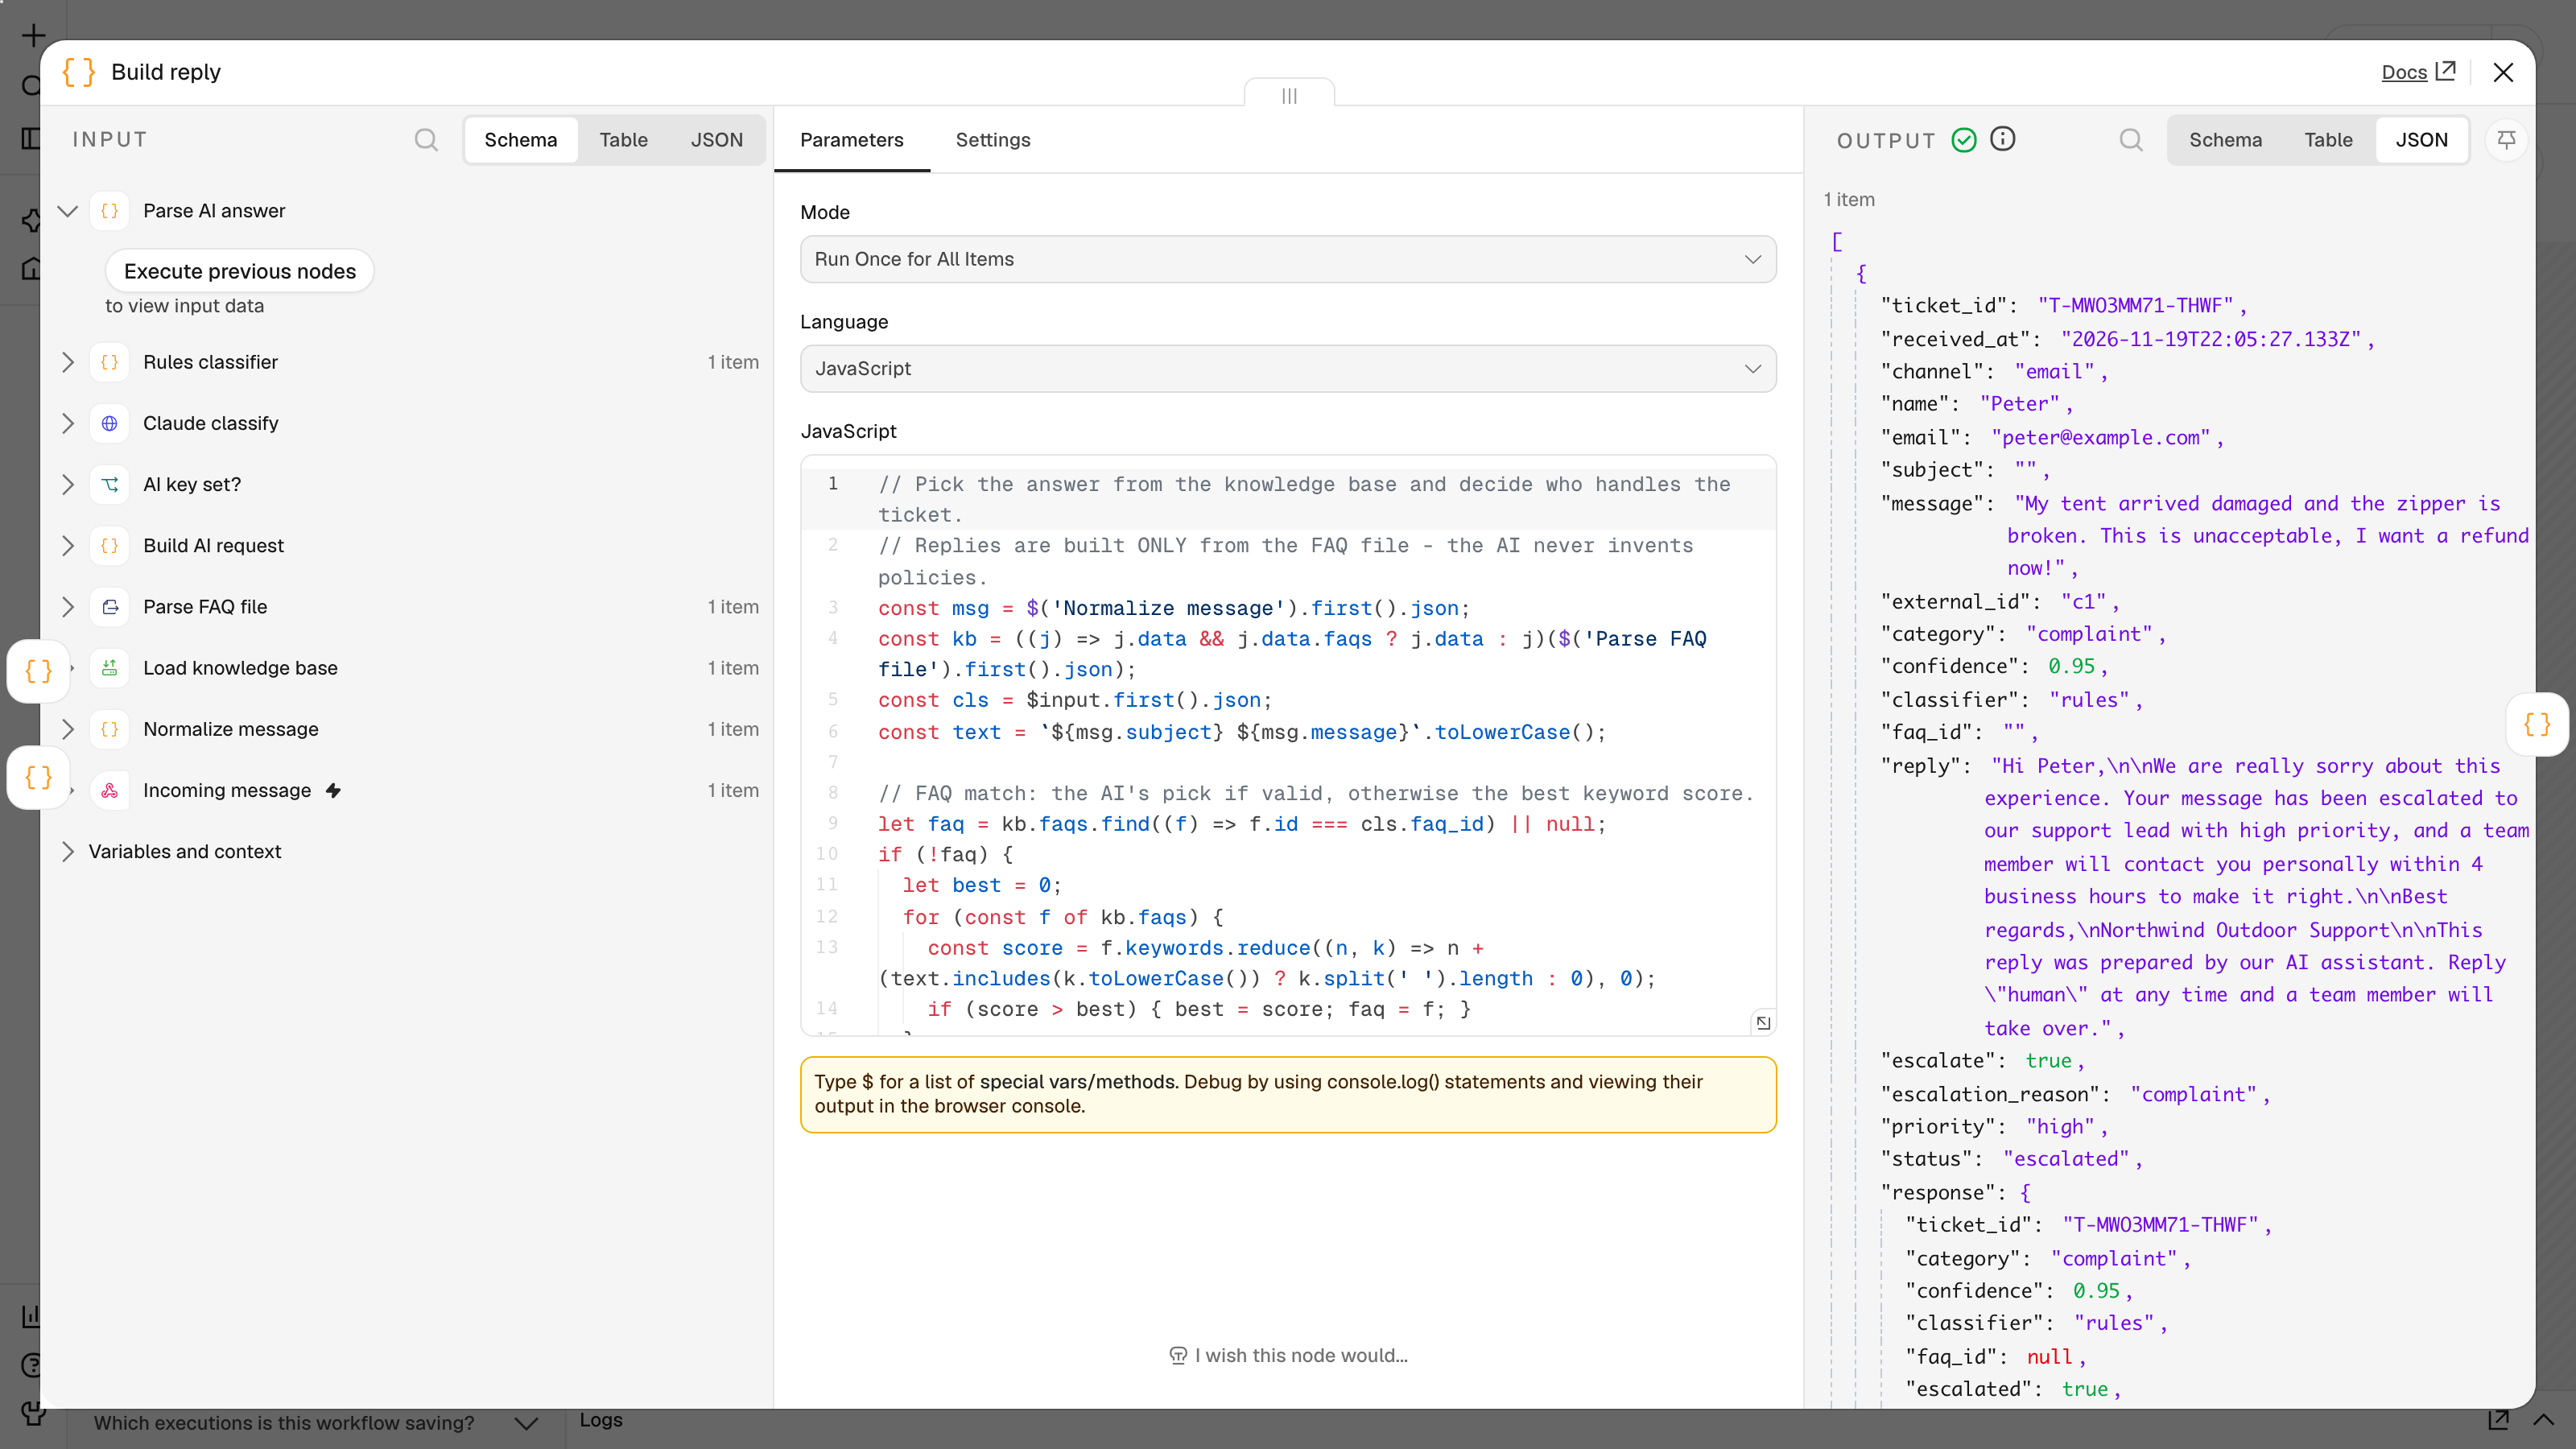 Build reply
Docs
INPUT
Schema
Table
JSON
Parse AI answer
Execute previous nodes
to view input data
Rules classifier
1 item
Claude classify
AI key set?
Build AI request
Parse FAQ file
1 item
Load knowledge base
1 item
Normalize message
1 item
Incoming message
1 item
Variables and context
Parameters
Settings
Mode
Run Once for All Items
Language
JavaScript
JavaScript
1 // Pick the answer from the knowledge base and decide who handles the
ticket.
2 // Replies are built ONLY from the FAQ file - the AI never invents
policies.
3 const msg = $('Normalize message').first().json;
4 const kb = ((j) => j.data && j.data.faqs ? j.data : j)($('Parse FAQ
file').first().json);
5 const cls = $input.first().json;
6 const text = `${msg.subject} ${msg.message}`.toLowerCase();
7
8 // FAQ match: the AI's pick if valid, otherwise the best keyword score.
9 let faq = kb.faqs.find((f) => f.id === cls.faq_id) || null;
10 if (!faq) {
11 let best = 0;
12 for (const f of kb.faqs) {
13 const score = f.keywords.reduce((n, k) => n +
(text.includes(k.toLowerCase()) ? k.split(' ').length : 0), 0);
14 if (score > best) { best = score; faq = f; }
Type $ for a list of special vars/methods. Debug by using console.log() statements and viewing their
output in the browser console.
I wish this node would...
OUTPUT
Schema
Table
JSON
1 item
[
{
"ticket_id": "T-MWO3MM71-THWF",
"received_at": "2026-11-19T22:05:27.133Z",
"channel": "email",
"name": "Peter",
"email": "peter@example.com",
"subject": "",
"message": "My tent arrived damaged and the zipper is
broken. This is unacceptable, I want a refund
now!",
"external_id": "c1",
"category": "complaint",
"confidence": 0.95,
"classifier": "rules",
"faq_id": "",
"reply": "Hi Peter,\n\nWe are really sorry about this
experience. Your message has been escalated to
our support lead with high priority, and a team
member will contact you personally within 4
business hours to make it right.\n\nBest
regards,\nNorthwind Outdoor Support\n\nThis
reply was prepared by our AI assistant. Reply
\"human\" at any time and a team member will
take over.",
"escalate": true,
"escalation_reason": "complaint",
"priority": "high",
"status": "escalated",
"response": {
"ticket_id": "T-MWO3MM71-THWF",
"category": "complaint",
"confidence": 0.95,
"classifier": "rules",
"faq_id": null,
"escalated": true,
Which executions is this workflow saving?
Logs